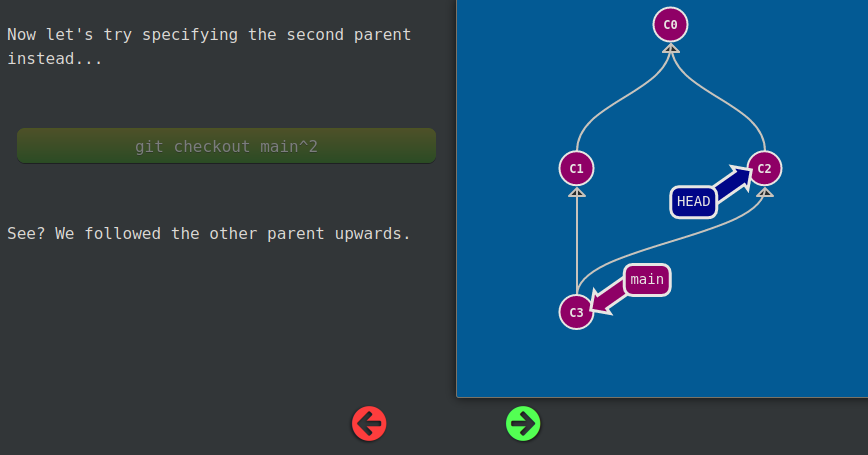 Now let's try specifying the second parent
instead...
git checkout main^2
See? We followed the other parent upwards.
C0
C1
C2
HEAD
main
C3